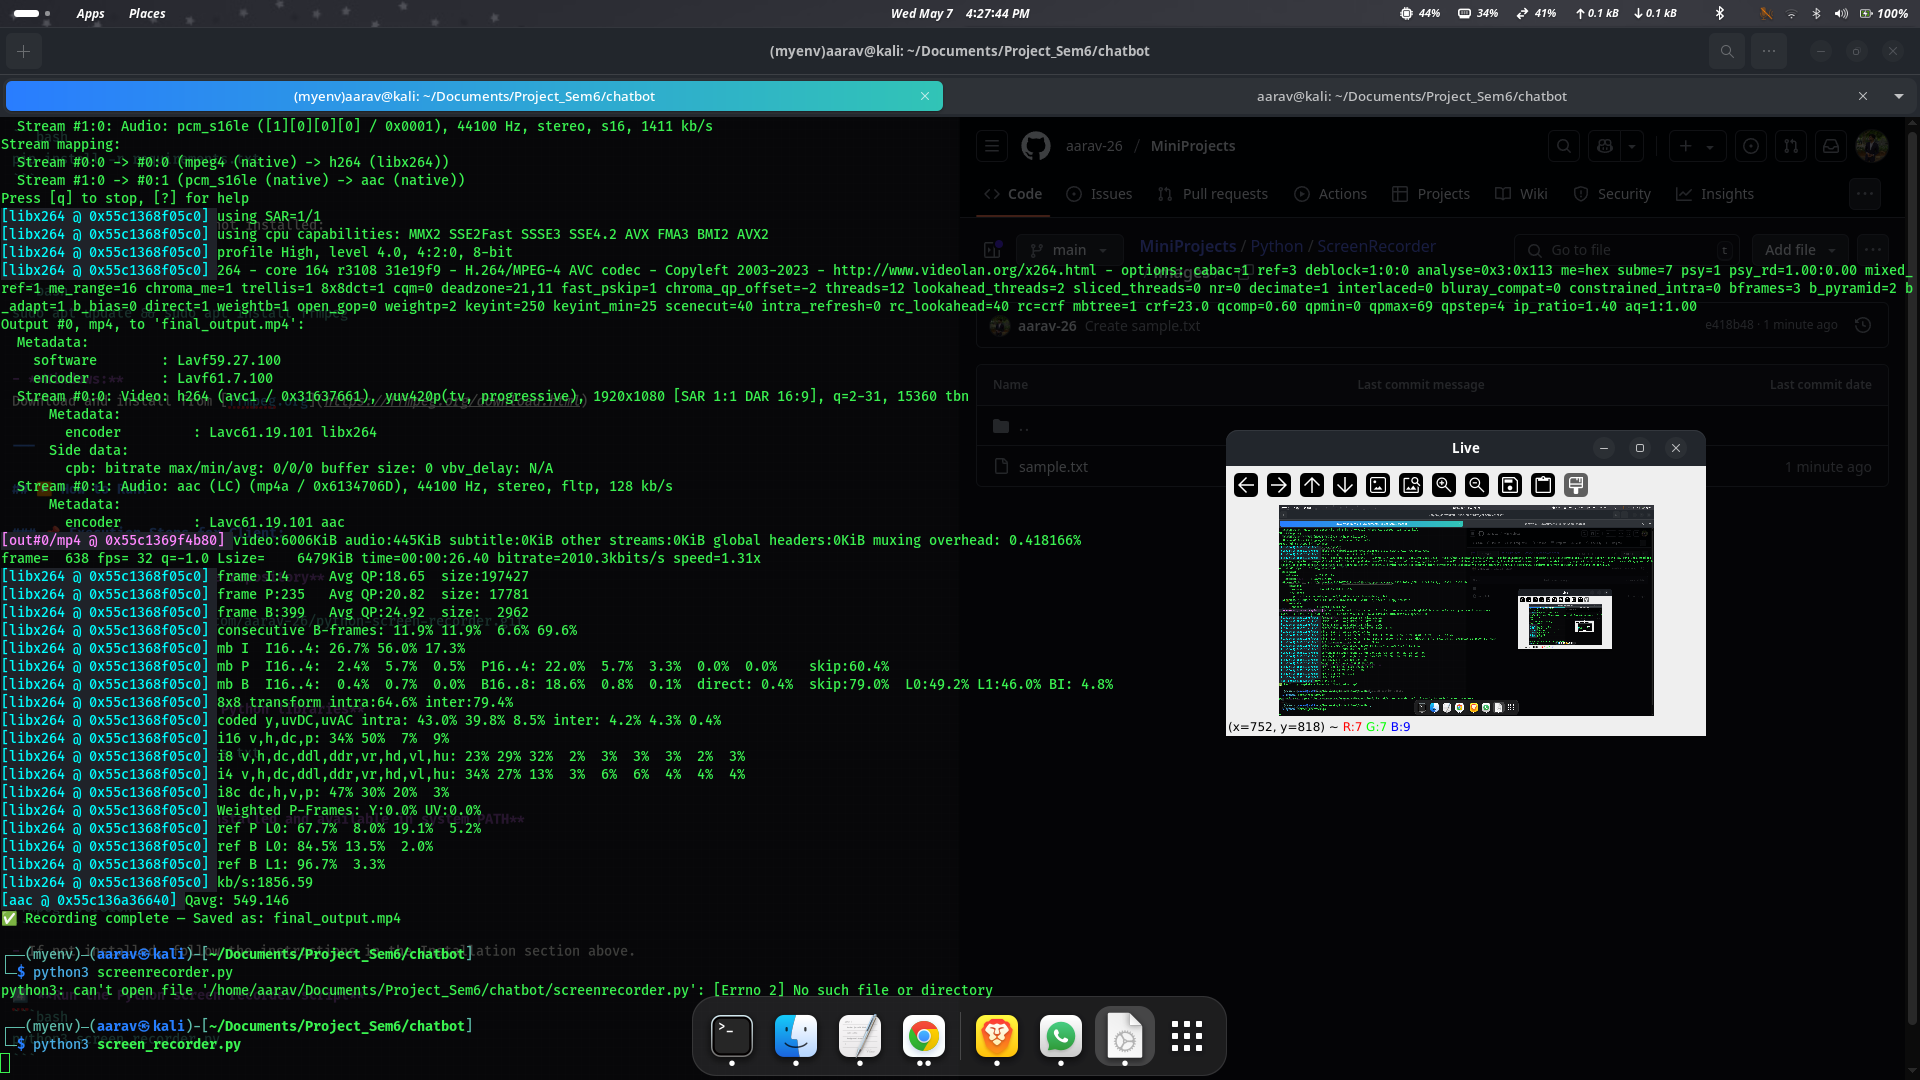 Apps Places Wed May 7 4:27:44 PM 44% 34% 41% 0.1 kB 0.1 kB 100%
(myenv)aarav@kali: ~/Documents/Project_Sem6/chatbot
(myenv)aarav@kali: ~/Documents/Project_Sem6/chatbot aarav@kali: ~/Documents/Project_Sem6/chatbot
Stream #1:0: Audio: pcm_s16le ([1][0][0][0] / 0x0001), 44100 Hz, stereo, s16, 1411 kb/s
Stream mapping:
Stream #0:0 -> #0:0 (mpeg4 (native) -> h264 (libx264))
Stream #1:0 -> #0:1 (pcm_s16le (native) -> aac (native))
Press [q] to stop, [?] for help
[libx264 @ 0x55c1368f05c0] using SAR=1/1
[libx264 @ 0x55c1368f05c0] using cpu capabilities: MMX2 SSE2Fast SSSE3 SSE4.2 AVX FMA3 BMI2 AVX2
[libx264 @ 0x55c1368f05c0] profile High, level 4.0, 4:2:0, 8-bit
[libx264 @ 0x55c1368f05c0] 264 - core 164 r3108 31e19f9 - H.264/MPEG-4 AVC codec - Copyleft 2003-2023 - http://www.videolan.org/x264.html - options: cabac=1 ref=3 deblock=1:0:0 analyse=0x3:0x113 me=hex subme=7 psy=1 psy_rd=1.00:0.00 mixed_
ref=1 me_range=16 chroma_me=1 trellis=1 8x8dct=1 cqm=0 deadzone=21,11 fast_pskip=1 chroma_qp_offset=-2 threads=12 lookahead_threads=2 sliced_threads=0 nr=0 decimate=1 interlaced=0 bluray_compat=0 constrained_intra=0 bframes=3 b_pyramid=2 b
_adapt=1 b_bias=0 direct=1 weightb=1 open_gop=0 weightp=2 keyint=250 keyint_min=25 scenecut=40 intra_refresh=0 rc_lookahead=40 rc=crf mbtree=1 crf=23.0 qcomp=0.60 qpmin=0 qpmax=69 qpstep=4 ip_ratio=1.40 aq=1:1.00
Output #0, mp4, to 'final_output.mp4':
Metadata:
software : Lavf59.27.100
encoder : Lavf61.7.100
Stream #0:0: Video: h264 (avc1 / 0x31637661), yuv420p(tv, progressive), 1920x1080 [SAR 1:1 DAR 16:9], q=2-31, 15360 tbn
Metadata:
encoder : Lavc61.19.101 libx264
Side data:
cpb: bitrate max/min/avg: 0/0/0 buffer size: 0 vbv_delay: N/A
Stream #0:1: Audio: aac (LC) (mp4a / 0x6134706D), 44100 Hz, stereo, fltp, 128 kb/s
Metadata:
encoder : Lavc61.19.101 aac
[out#0/mp4 @ 0x55c1369f4b80] video:6006KiB audio:445KiB subtitle:0KiB other streams:0KiB global headers:0KiB muxing overhead: 0.418166%
frame= 638 fps= 32 q=-1.0 Lsize= 6479KiB time=00:00:26.40 bitrate=2010.3kbits/s speed=1.31x
[libx264 @ 0x55c1368f05c0] frame I:4 Avg QP:18.65 size:197427
[libx264 @ 0x55c1368f05c0] frame P:235 Avg QP:20.82 size: 17781
[libx264 @ 0x55c1368f05c0] frame B:399 Avg QP:24.92 size: 2962
[libx264 @ 0x55c1368f05c0] consecutive B-frames: 11.9% 11.9% 6.6% 69.6%
[libx264 @ 0x55c1368f05c0] mb I I16..4: 26.7% 56.0% 17.3%
[libx264 @ 0x55c1368f05c0] mb P I16..4: 2.4% 5.7% 0.5% P16..4: 22.0% 5.7% 3.3% 0.0% 0.0% skip:60.4%
[libx264 @ 0x55c1368f05c0] mb B I16..4: 0.4% 0.7% 0.0% B16..8: 18.6% 0.8% 0.1% direct: 0.4% skip:79.0% L0:49.2% L1:46.0% BI: 4.8%
[libx264 @ 0x55c1368f05c0] 8x8 transform intra:64.6% inter:79.4%
[libx264 @ 0x55c1368f05c0] coded y,uvDC,uvAC intra: 43.0% 39.8% 8.5% inter: 4.2% 4.3% 0.4%
[libx264 @ 0x55c1368f05c0] i16 v,h,dc,p: 34% 50% 7% 9%
[libx264 @ 0x55c1368f05c0] i8 v,h,dc,ddl,ddr,vr,hd,vl,hu: 23% 29% 32% 2% 3% 3% 3% 2% 3%
[libx264 @ 0x55c1368f05c0] i4 v,h,dc,ddl,ddr,vr,hd,vl,hu: 34% 27% 13% 3% 6% 6% 4% 4% 4%
[libx264 @ 0x55c1368f05c0] i8c dc,h,v,p: 47% 30% 20% 3%
[libx264 @ 0x55c1368f05c0] Weighted P-Frames: Y:0.0% UV:0.0%
[libx264 @ 0x55c1368f05c0] ref P L0: 67.7% 8.0% 19.1% 5.2%
[libx264 @ 0x55c1368f05c0] ref B L0: 84.5% 13.5% 2.0%
[libx264 @ 0x55c1368f05c0] ref B L1: 96.7% 3.3%
[libx264 @ 0x55c1368f05c0] kb/s:1856.59
[aac @ 0x55c136a36640] Qavg: 549.146
✅ Recording complete — Saved as: final_output.mp4
(myenv)-(aarav㉿kali)-[~/Documents/Project_Sem6/chatbot]
$ python3 screenrecorder.py
python3: can't open file '/home/aarav/Documents/Project_Sem6/chatbot/screenrecorder.py': [Errno 2] No such file or directory
(myenv)-(aarav㉿kali)-[~/Documents/Project_Sem6/chatbot]
$ python3 screen_recorder.py
aarav-26 / MiniProjects
Code Issues Pull requests Actions Projects Wiki Security Insights
main MiniProjects / Python / ScreenRecorder Go to file t Add file
aarav-26 Create sample.txt e418b48 · 1 minute ago
Name Last commit message Last commit date
..
sample.txt 1 minute ago
Live
(x=752, y=818) ~ R:7 G:7 B:9